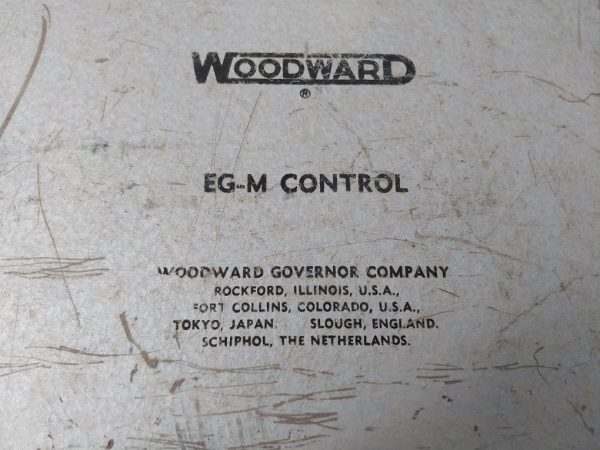 WOODWARD
®
EG-M CONTROL
WOODWARD GOVERNOR COMPANY
ROCKFORD, ILLINOIS, U.S.A.,
FORT COLLINS, COLORADO, U.S.A.,
TOKYO, JAPAN. SLOUGH, ENGLAND.
SCHIPHOL, THE NETHERLANDS.